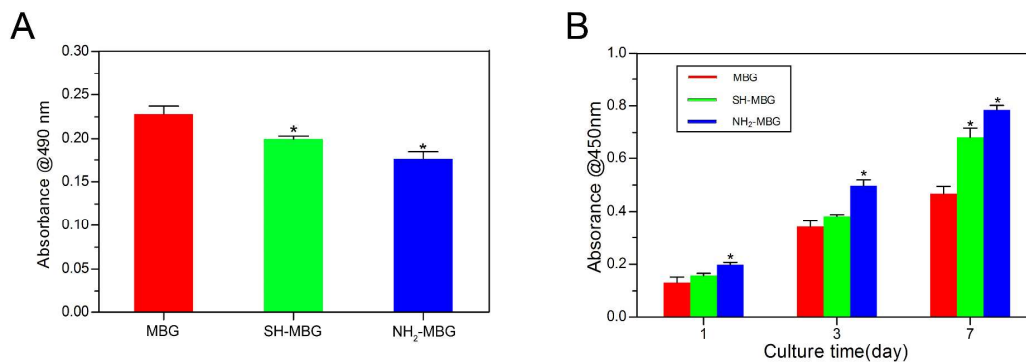 A
0.30
0.25
0.20
0.15
0.10
0.05
0.00
Absorbance @490 nm
*
*
MBG
SH-MBG
NH₂-MBG
B
1.0
0.8
0.6
0.4
0.2
0.0
Absorance @450nm
MBG
SH-MBG
NH₂-MBG
*
*
*
*
1
3
7
Culture time(day)